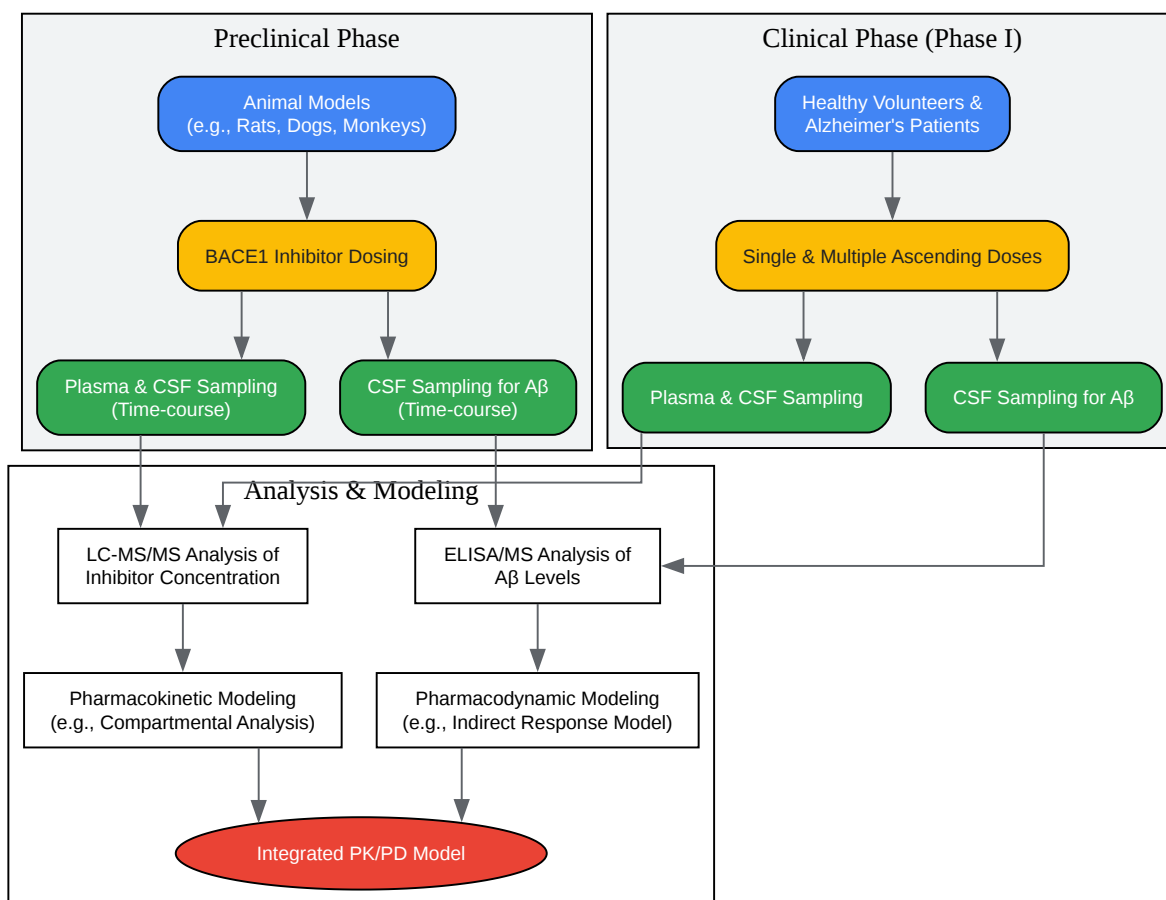 Preclinical Phase
Animal Models
(e.g., Rats, Dogs, Monkeys)
BACE1 Inhibitor Dosing
Plasma & CSF Sampling
(Time-course)
CSF Sampling for Aβ
(Time-course)
Clinical Phase (Phase I)
Healthy Volunteers &
Alzheimer's Patients
Single & Multiple Ascending Doses
Plasma & CSF Sampling
CSF Sampling for Aβ
Analysis & Modeling
LC-MS/MS Analysis of
Inhibitor Concentration
ELISA/MS Analysis of
Aβ Levels
Pharmacokinetic Modeling
(e.g., Compartmental Analysis)
Pharmacodynamic Modeling
(e.g., Indirect Response Model)
Integrated PK/PD Model